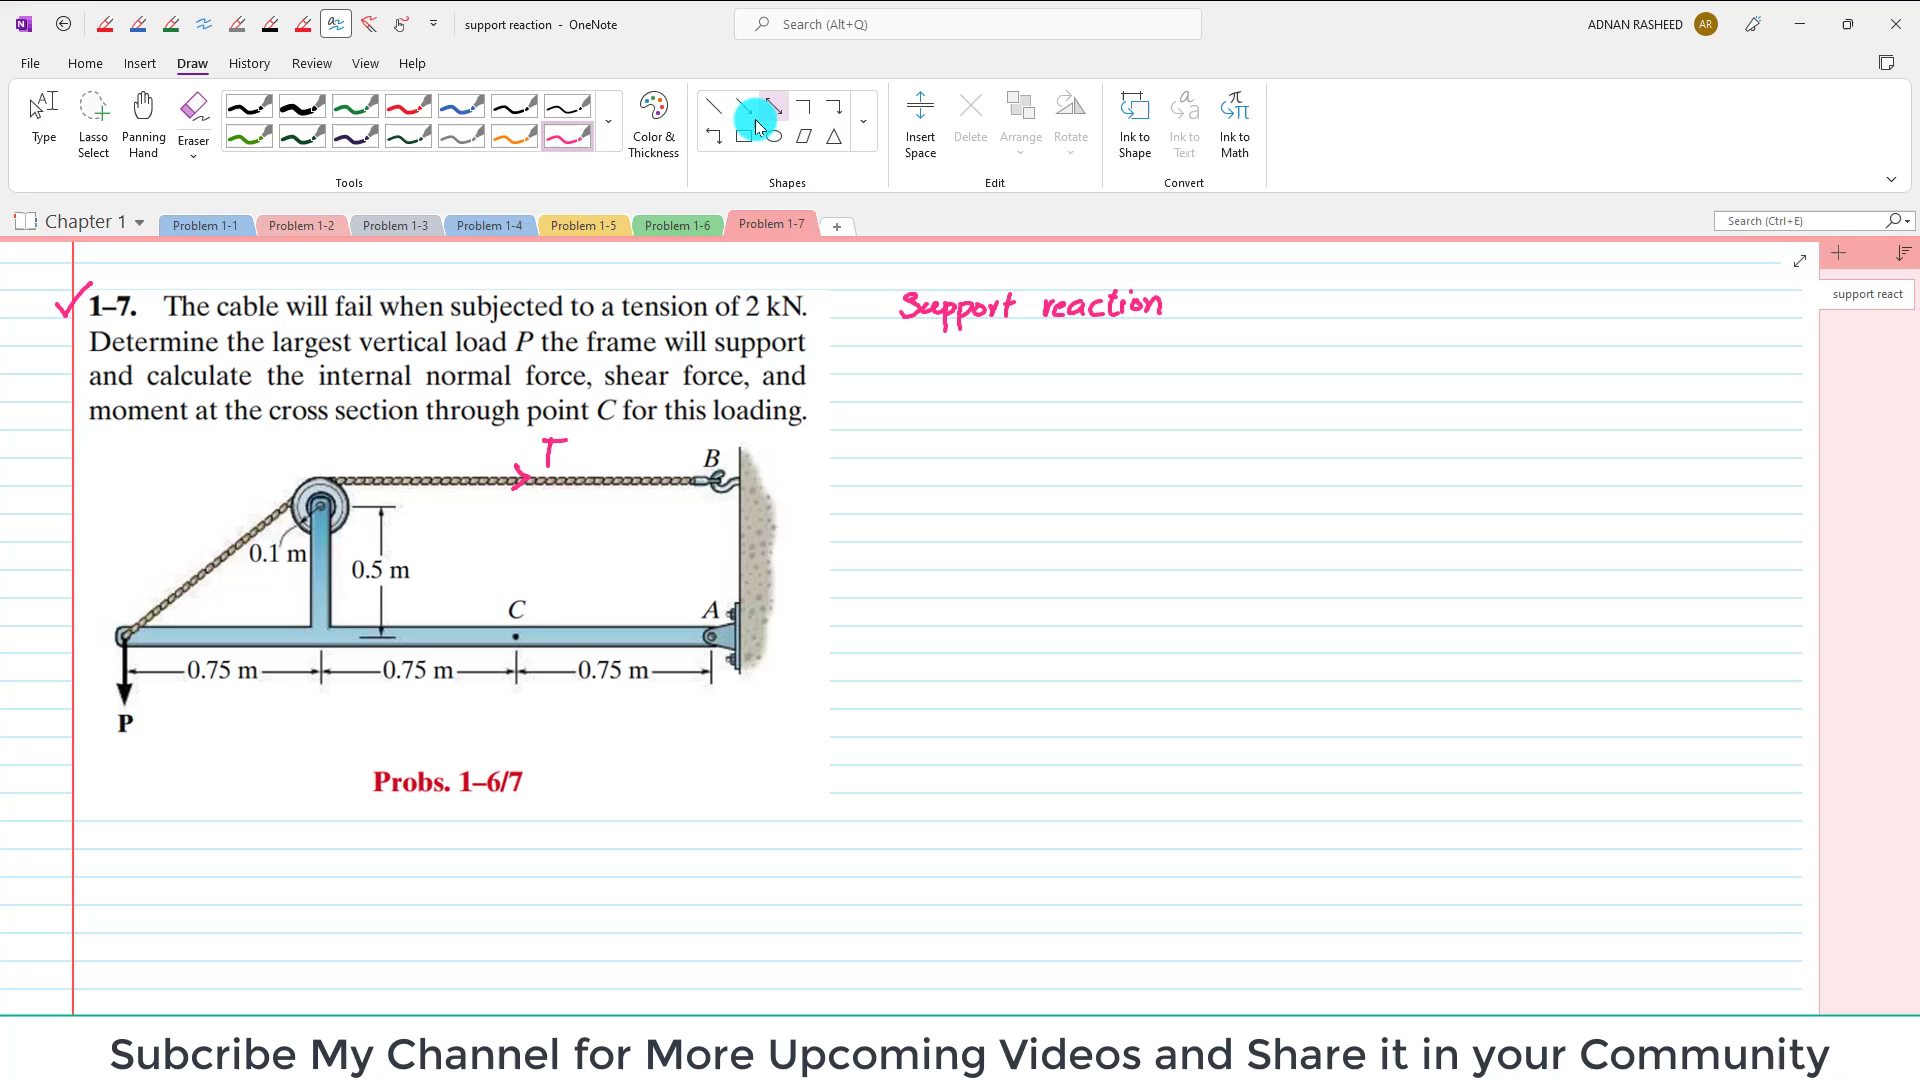 support reaction - OneNote
Search (Alt+Q)
ADNAN RASHEED
AR
File Home Insert Draw History Review View Help
Type
Lasso Select
Panning Hand
Eraser
Color & Thickness
Insert Space
Delete
Arrange
Rotate
Ink to Shape
Ink to Text
Ink to Math
Tools
Shapes
Edit
Convert
Chapter 1
Problem 1-1
Problem 1-2
Problem 1-3
Problem 1-4
Problem 1-5
Problem 1-6
Problem 1-7
Search (Ctrl+E)
support react
1–7. The cable will fail when subjected to a tension of 2 kN.
Determine the largest vertical load P the frame will support
and calculate the internal normal force, shear force, and
moment at the cross section through point C for this loading.
Support reaction
T
B
0.1 m
0.5 m
C
A
0.75 m
0.75 m
0.75 m
P
Probs. 1–6/7
Subcribe My Channel for More Upcoming Videos and Share it in your Community